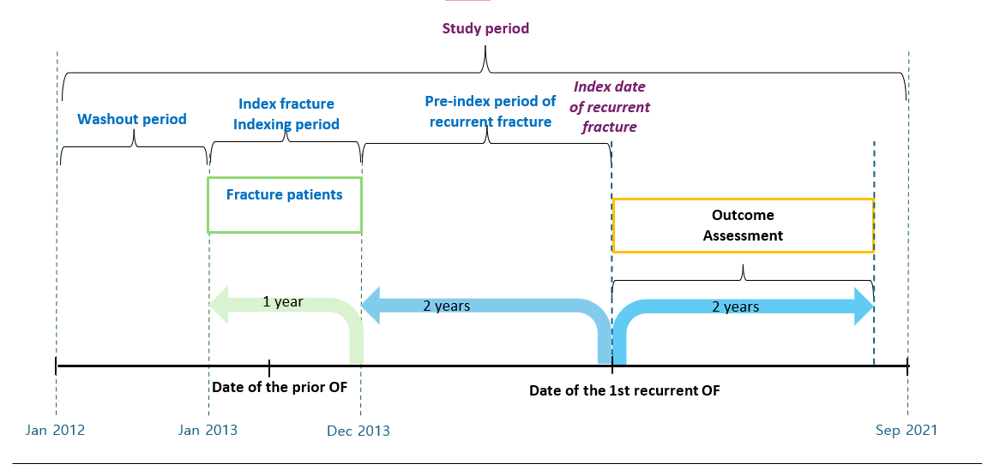 Study period
Index date
of recurrent
fracture
Washout period
Index fracture
Indexing period
Pre-index period of
recurrent fracture
Fracture patients
Outcome
Assessment
1 year
2 years
2 years
Date of the prior OF
Date of the 1st recurrent OF
Jan 2012
Jan 2013
Dec 2013
Sep 2021